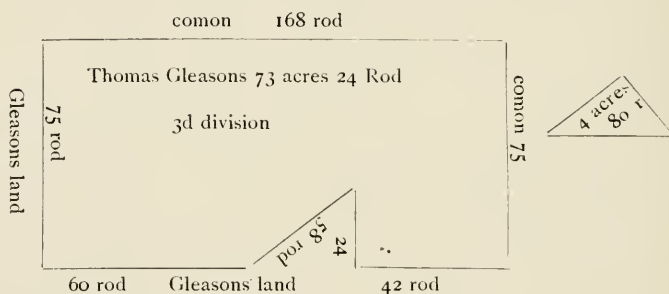 comon 168 rod
Thomas Gleasons 73 acres 24 Rod
3d division
Gleasons land
75 rod
comon 75
4 acres
80 r
58 rod
24
60 rod Gleasons land 42 rod